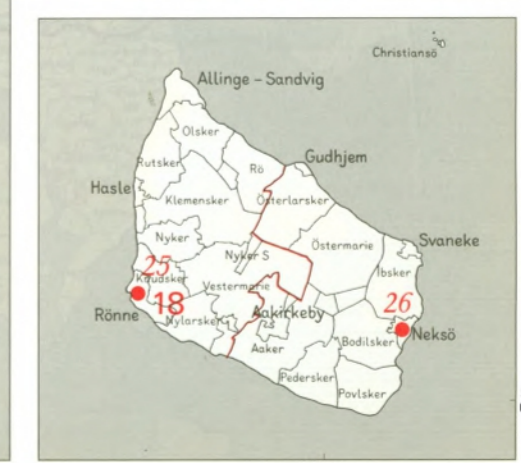 Christiansö
Allinge – Sandvig
Olsker
Rutsker
Rö
Gudhjem
Hasle
Klemensker
Österlarsker
Nyker
Östermarie
Svaneke
Nyker S
Ibsker
25
Knudsker
Vestermarie
18
26
Rönne
Nylarsker
Aakirkeby
Neksö
Bodilsker
Aaker
Pedersker
Povlsker